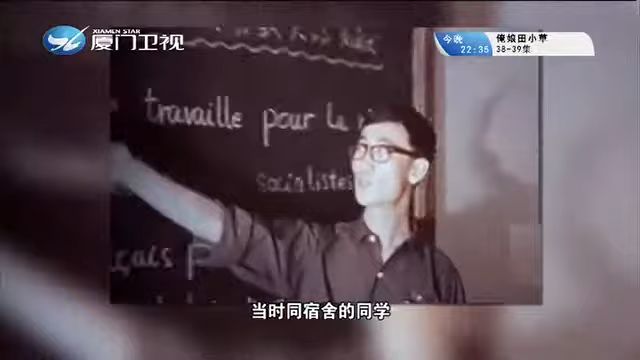 XIAMEN STAR
厦门卫视
今晚
22:35
俺娘田小草
38-39集
travaille pour la
socialiste
çais p
当时同宿舍的同学